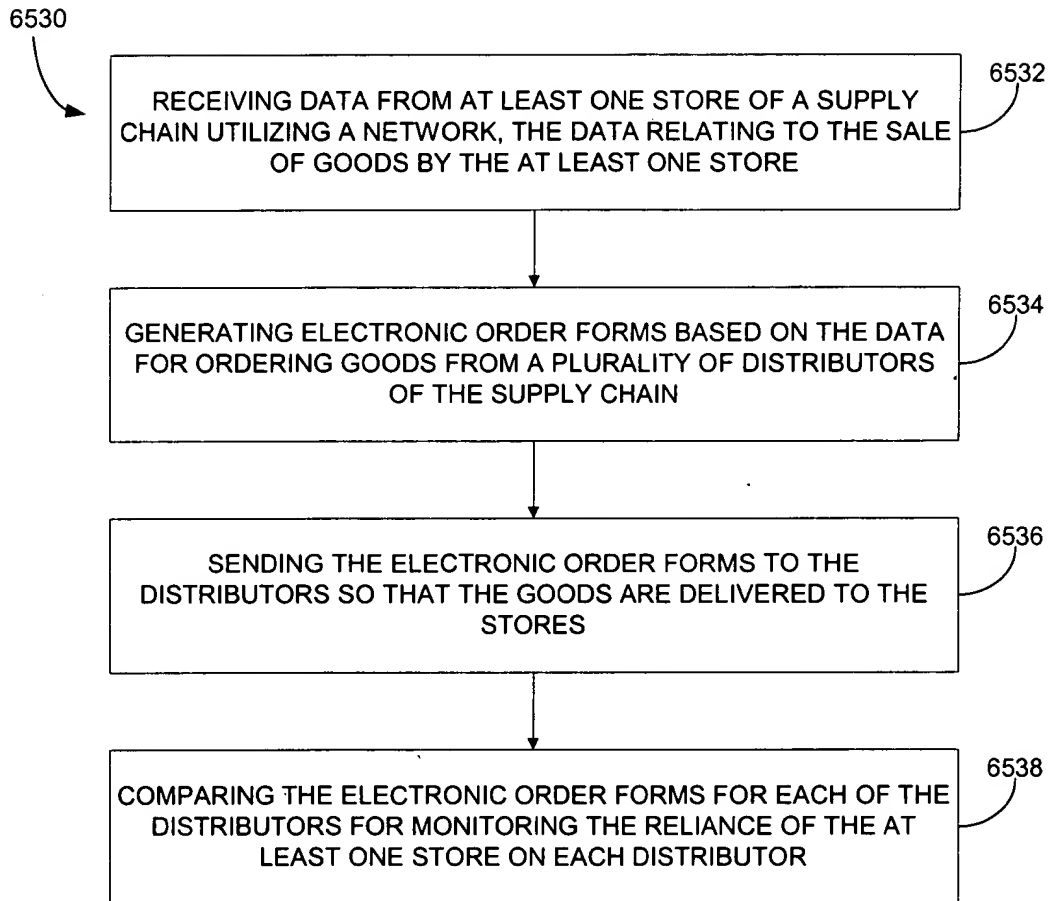 6530
6532
RECEIVING DATA FROM AT LEAST ONE STORE OF A SUPPLY
CHAIN UTILIZING A NETWORK, THE DATA RELATING TO THE SALE
OF GOODS BY THE AT LEAST ONE STORE
6534
GENERATING ELECTRONIC ORDER FORMS BASED ON THE DATA
FOR ORDERING GOODS FROM A PLURALITY OF DISTRIBUTORS
OF THE SUPPLY CHAIN
6536
SENDING THE ELECTRONIC ORDER FORMS TO THE
DISTRIBUTORS SO THAT THE GOODS ARE DELIVERED TO THE
STORES
6538
COMPARING THE ELECTRONIC ORDER FORMS FOR EACH OF THE
DISTRIBUTORS FOR MONITORING THE RELIANCE OF THE AT
LEAST ONE STORE ON EACH DISTRIBUTOR